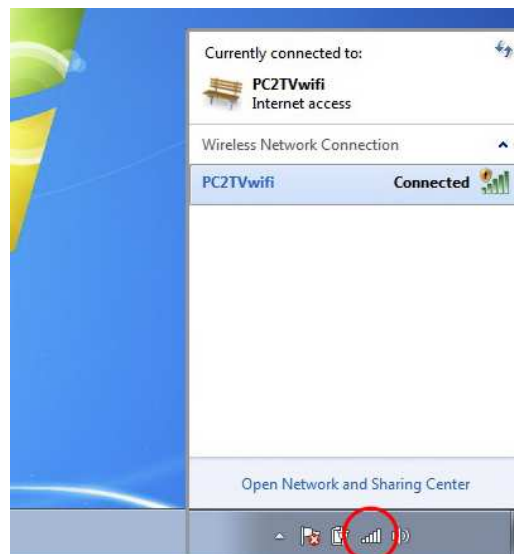 Currently connected to:
PC2TVwifi
Internet access
Wireless Network Connection
PC2TVwifi Connected
Open Network and Sharing Center